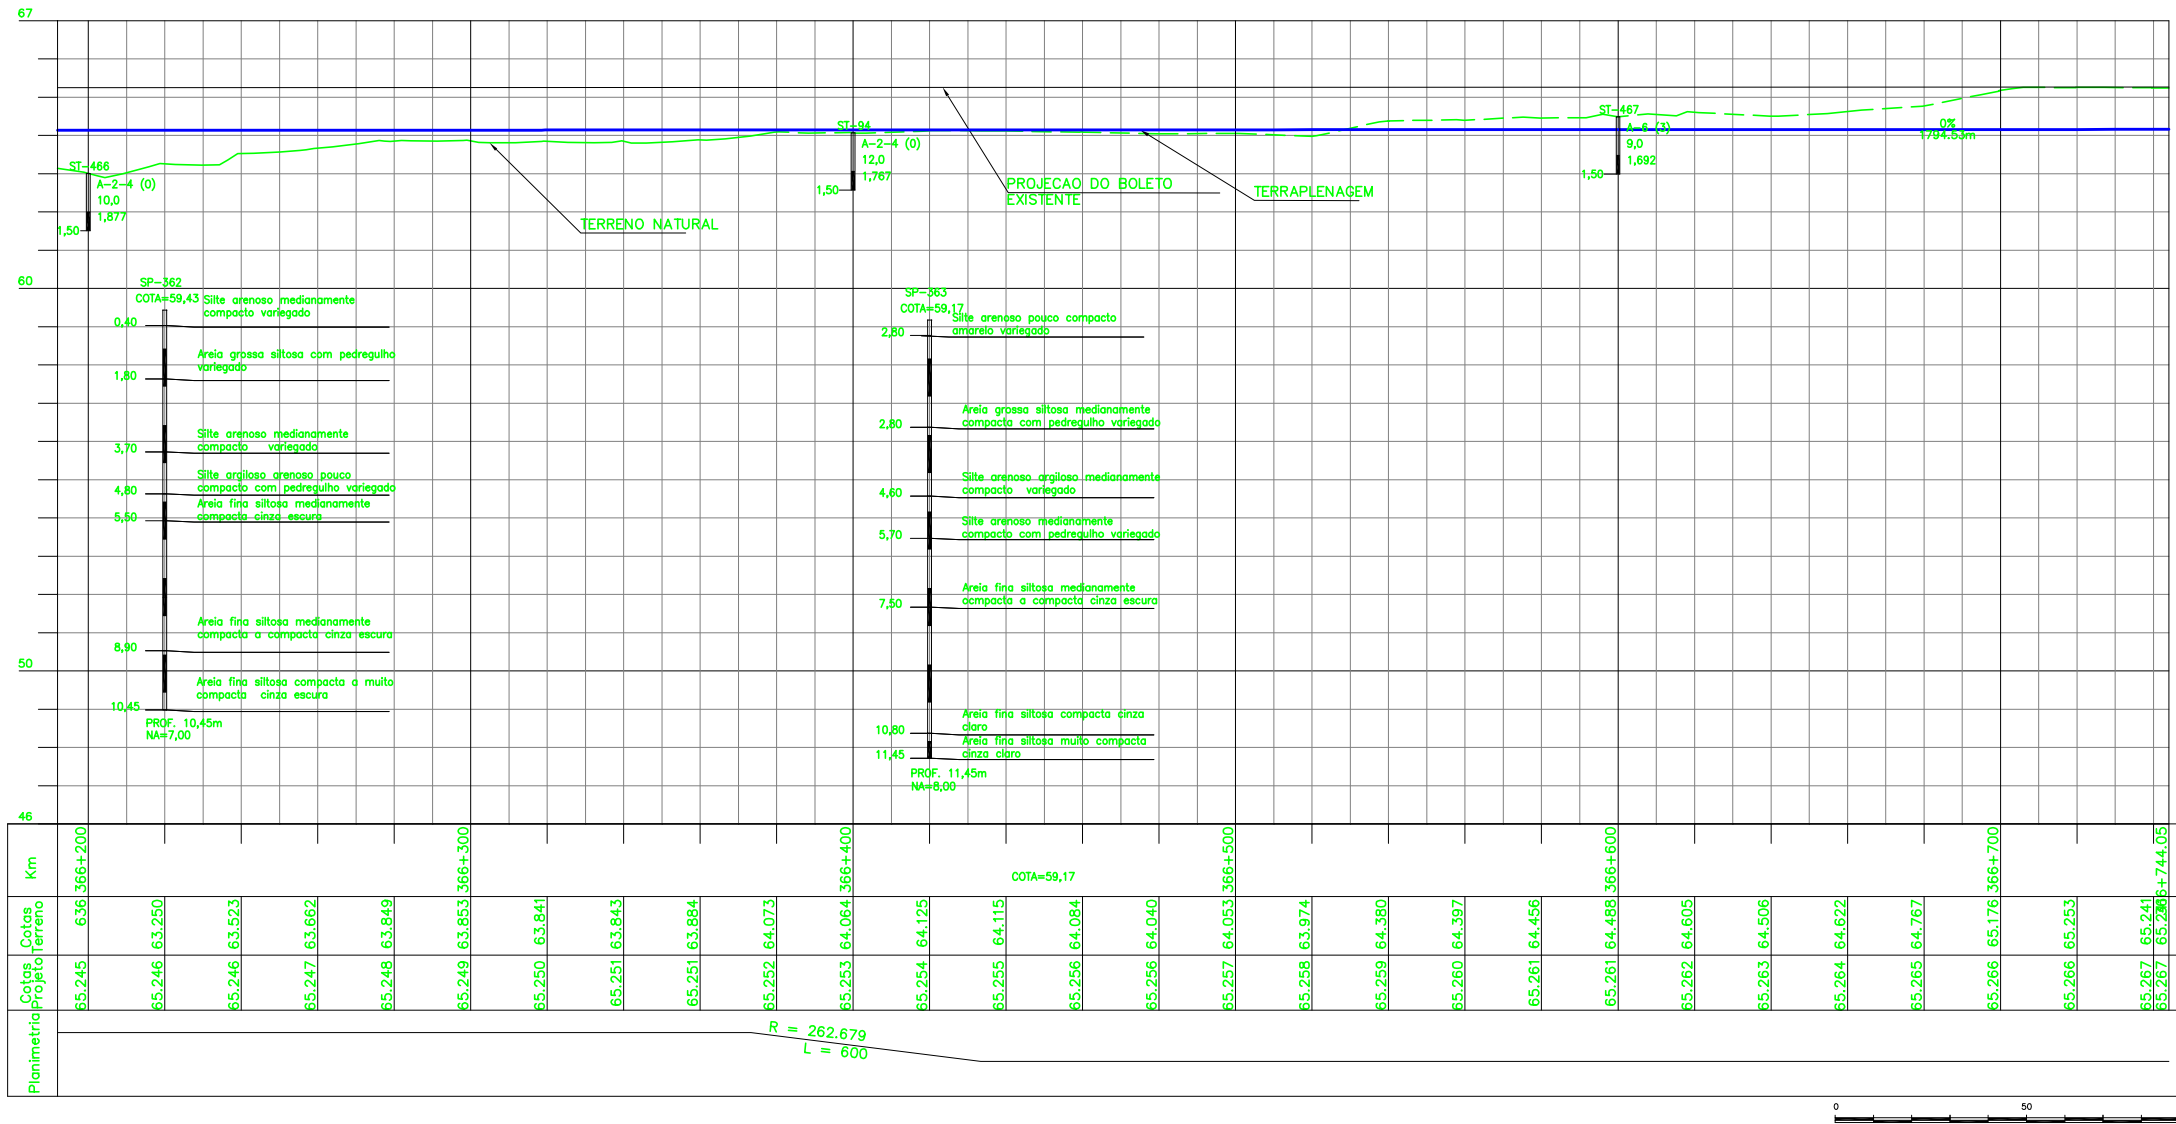 67
ST-466
A-2-4 (0)
10,0
1,877
1,50
TERRENO NATURAL
ST-94
A-2-4 (0)
12,0
1,767
1,50
PROJECAO DO BOLETO
EXISTENTE
TERRAPLENAGEM
ST-467
A-6 (3)
9,0
1,692
1,50
0%
1794.53m
60
SP-362
COTA=59,43
0,40
Silte arenoso medianamente
compacto variegado
1,80
Areia grossa siltosa com pedregulho
variegado
3,70
Silte arenoso medianamente
compacto variegado
4,80
Silte argiloso arenoso pouco
compacto com pedregulho variegado
5,50
Areia fina siltosa medianamente
compacta cinza escura
8,90
Areia fina siltosa medianamente
compacta a compacta cinza escura
50
10,45
Areia fina siltosa compacta a muito
compacta cinza escura
PROF. 10,45m
NA=7,00
SP-363
COTA=59,17
2,80
Silte arenoso pouco compacto
amarelo variegado
2,80
Areia grossa siltosa medianamente
compacta com pedregulho variegado
4,60
Silte arenoso argiloso medianamente
compacto variegado
5,70
Silte arenoso medianamente
compacto com pedregulho variegado
7,50
Areia fina siltosa medianamente
compacta a compacta cinza escura
10,80
Areia fina siltosa compacta cinza
claro
11,45
Areia fina siltosa muito compacta
cinza claro
PROF. 11,45m
NA=8,00
46
Km
366+200
366+300
366+400
COTA=59,17
366+500
366+600
366+700
366+744.05
Cotas
Terreno
636
63.250
63.523
63.662
63.849
63.853
63.841
63.843
63.884
64.073
64.064
64.125
64.115
64.084
64.040
64.053
63.974
64.380
64.397
64.456
64.488
64.605
64.506
64.622
64.767
65.176
65.253
65.241
Cotas
Projeto
65.245
65.246
65.246
65.247
65.248
65.249
65.250
65.251
65.251
65.252
65.253
65.254
65.255
65.256
65.256
65.257
65.258
65.259
65.260
65.261
65.261
65.262
65.263
65.264
65.265
65.266
65.266
65.267
65.267
Planimetria
R = 262.679
L = 600
0
50